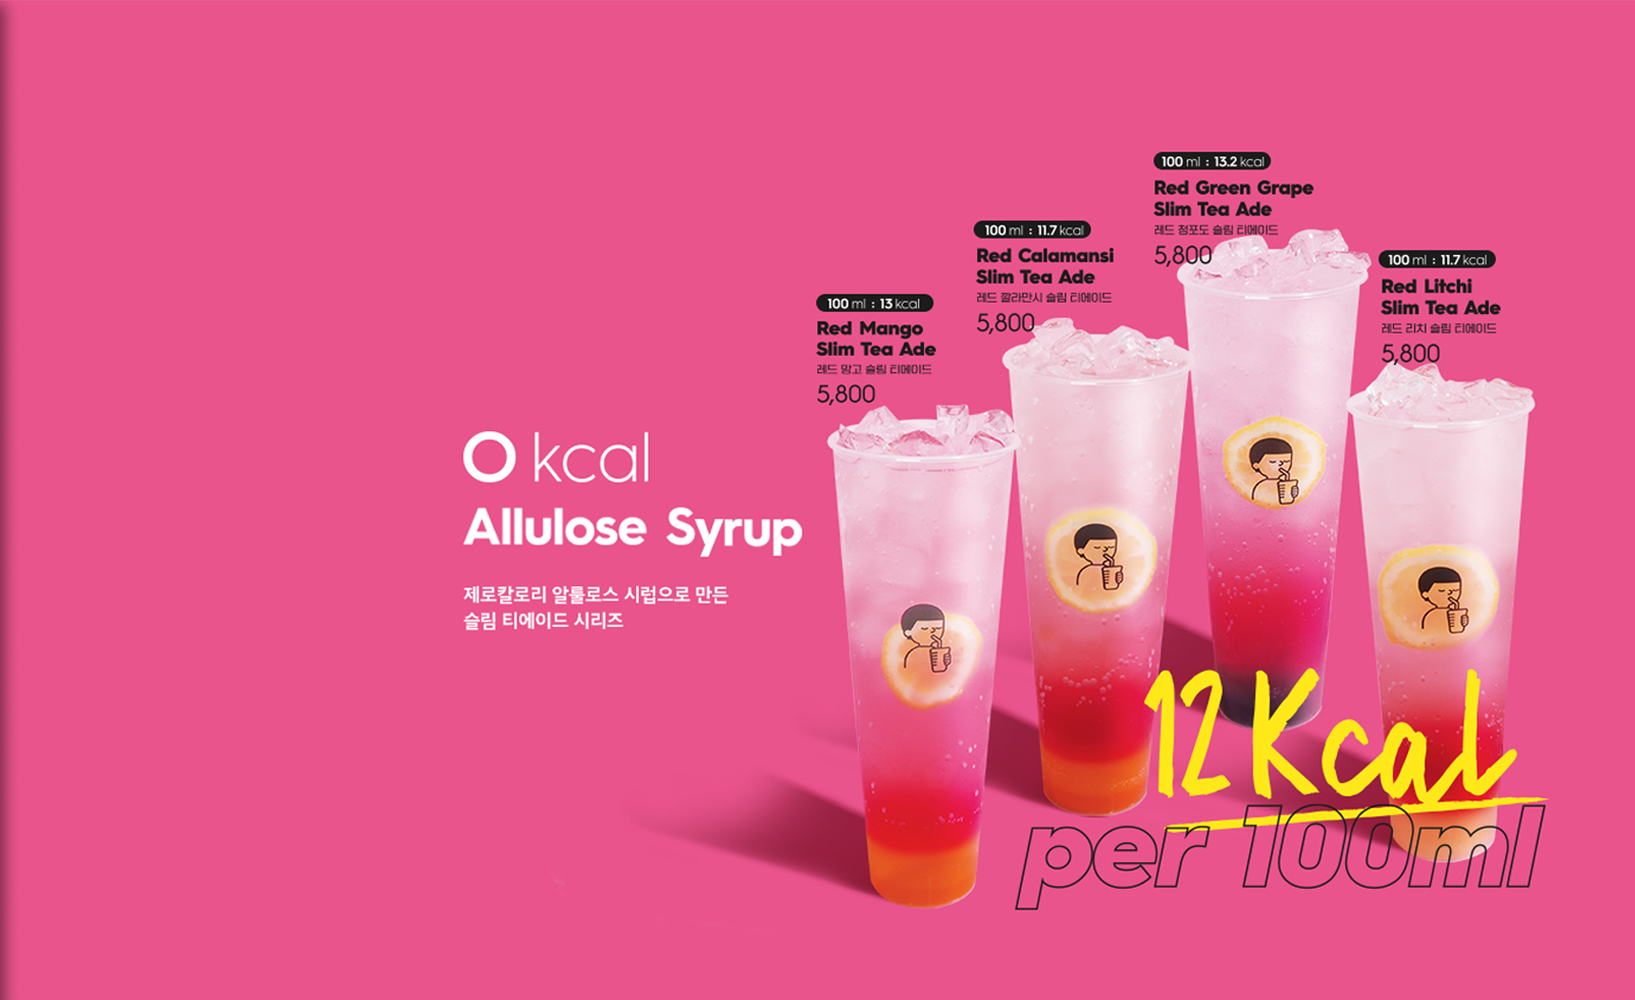 0 kcal
Allulose Syrup
제로칼로리 알룰로스 시럽으로 만든
슬림 티에이드 시리즈
100 ml : 13 kcal
Red Mango
Slim Tea Ade
레드 망고 슬림 티에이드
5,800
100 ml : 11.7 kcal
Red Calamansi
Slim Tea Ade
레드 깔라만시 슬림 티에이드
5,800
100 ml : 13.2 kcal
Red Green Grape
Slim Tea Ade
레드 청포도 슬림 티에이드
5,800
100 ml : 11.7 kcal
Red Litchi
Slim Tea Ade
레드 리치 슬림 티에이드
5,800
12Kcal
per 100ml